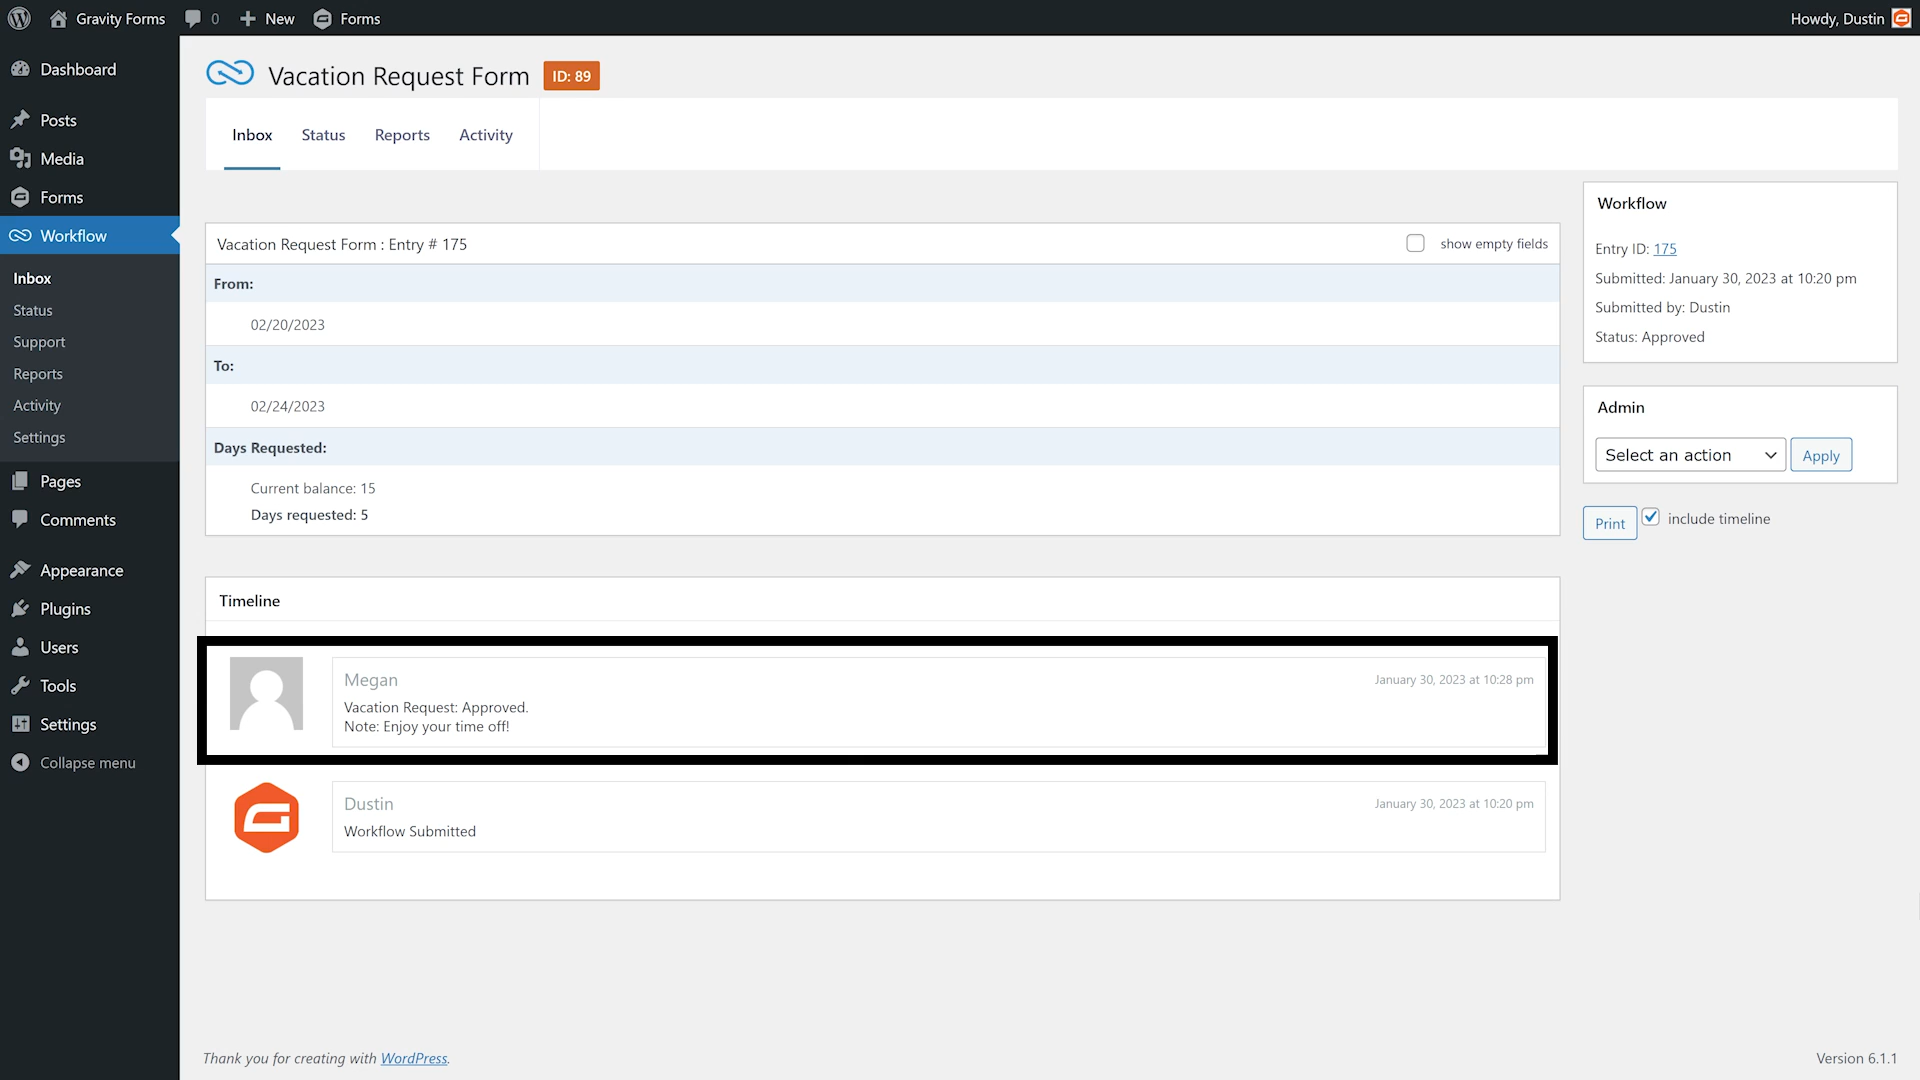 Gravity Forms
0
New
Forms
Howdy, Dustin
Dashboard
Posts
Media
Forms
Workflow
Inbox
Status
Support
Reports
Activity
Settings
Pages
Comments
Appearance
Plugins
Users
Tools
Settings
Collapse menu
Vacation Request Form ID: 89
Inbox Status Reports Activity
Vacation Request Form : Entry # 175
show empty fields
From:
02/20/2023
To:
02/24/2023
Days Requested:
Current balance: 15
Days requested: 5
Timeline
Megan
January 30, 2023 at 10:28 pm
Vacation Request: Approved.
Note: Enjoy your time off!
Dustin
January 30, 2023 at 10:20 pm
Workflow Submitted
Workflow
Entry ID: 175
Submitted: January 30, 2023 at 10:20 pm
Submitted by: Dustin
Status: Approved
Admin
Select an action
Apply
Print
include timeline
Thank you for creating with WordPress.
Version 6.1.1